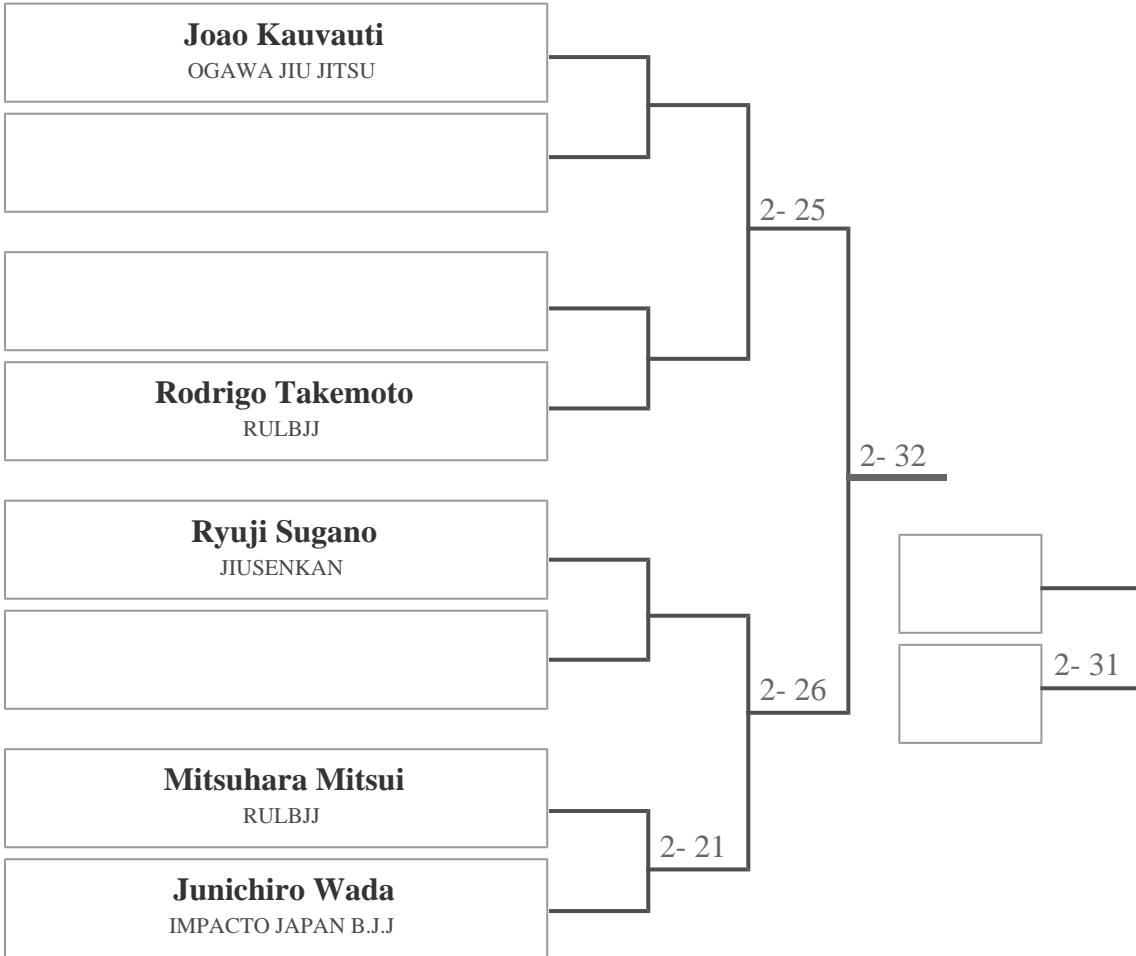 Joao Kauvauti
OGAWA JIU JITSU
2- 25
Rodrigo Takemoto
RULBJJ
2- 32
Ryuji Sugano
JIUSENKAN
2- 31
2- 26
Mitsuhara Mitsui
RULBJJ
2- 21
Junichiro Wada
IMPACTO JAPAN B.J.J